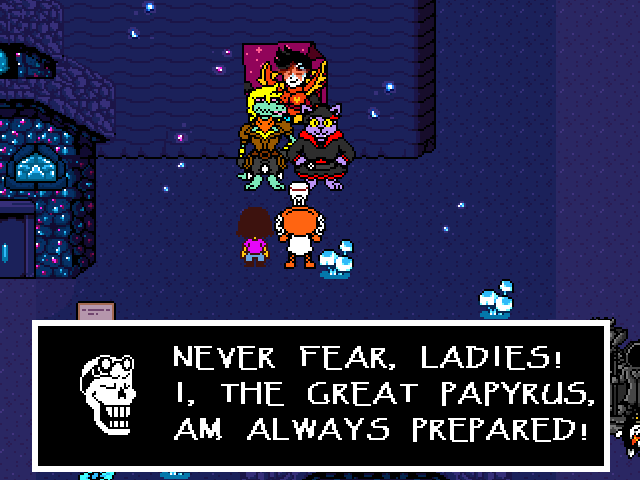 NEVER FEAR, LADIES!
I, THE GREAT PAPYRUS,
AM ALWAYS PREPARED!